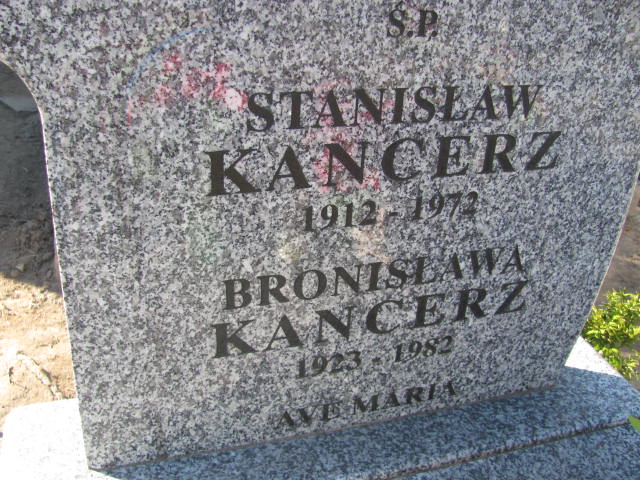 Ś.P.
STANISŁAW
KANCERZ
1912 - 1972
BRONISŁAWA
KANCERZ
1923 - 1982
AVE MARIA